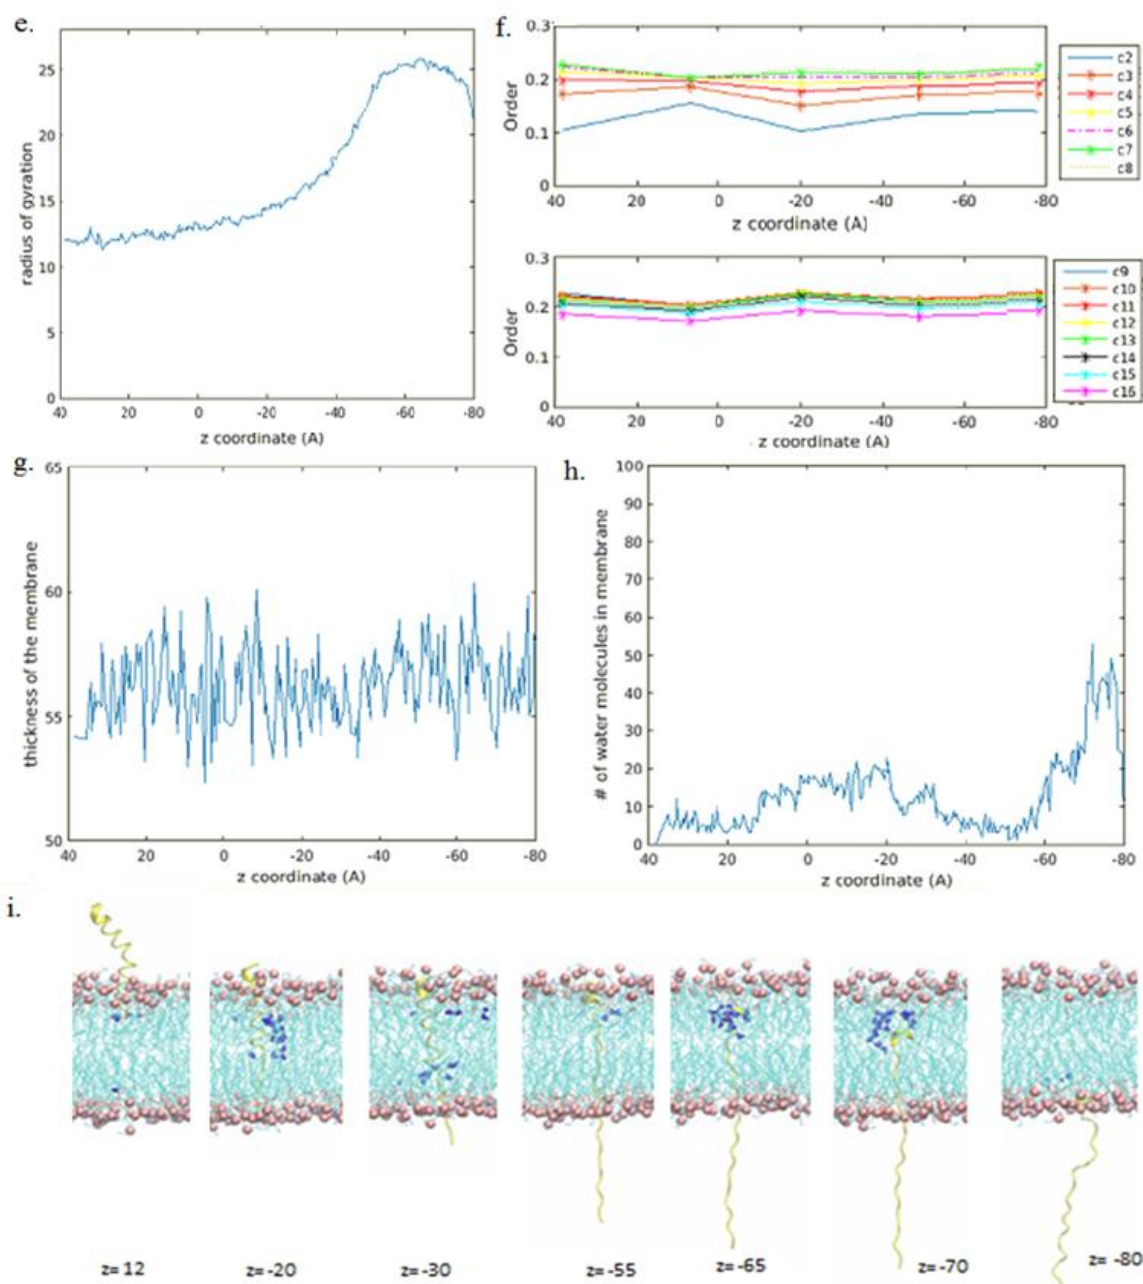 e.
radius of gyration
25
20
15
10
5
0
40 20 0 -20 -40 -60 -80
z coordinate (A)
f.
Order
0.3
0.2
0.1
0
40 20 0 -20 -40 -60 -80
z coordinate (A)
c2
c3
c4
c5
c6
c7
c8
Order
0.3
0.2
0.1
0
40 20 0 -20 -40 -60 -80
z coordinate (A)
c9
c10
c11
c12
c13
c14
c15
c16
g.
thickness of the membrane
65
60
55
50
40 20 0 -20 -40 -60 -80
z coordinate (A)
h.
# of water molecules in membrane
100
90
80
70
60
50
40
30
20
10
0
40 20 0 -20 -40 -60 -80
z coordinate (A)
i.
z= 12 z= -20 z= -30 z= -55 z= -65 z= -70 z= -80